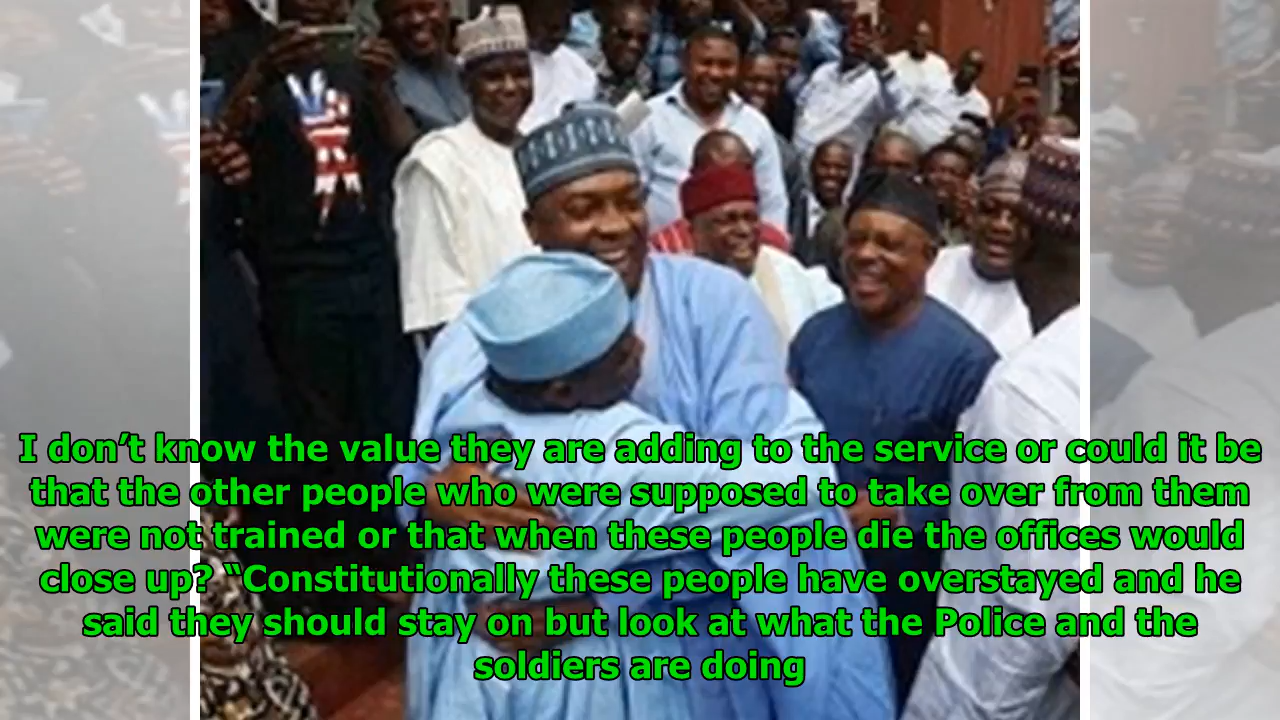 I don’t know the value they are adding to the service or could it be
that the other people who were supposed to take over from them
were not trained or that when these people die the offices would
close up? “Constitutionally these people have overstayed and he
said they should stay on but look at what the Police and the
soldiers are doing